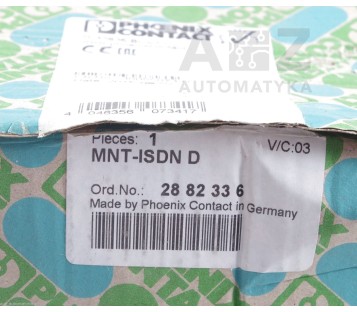 PHOENIX
CONTACT
CE EAC
AUTOMATYKA
4 046356 073417
Pieces: 1
MNT-ISDN D
V/C:03
Ord.No.: 28 82 33 6
Made by Phoenix Contact in Germany